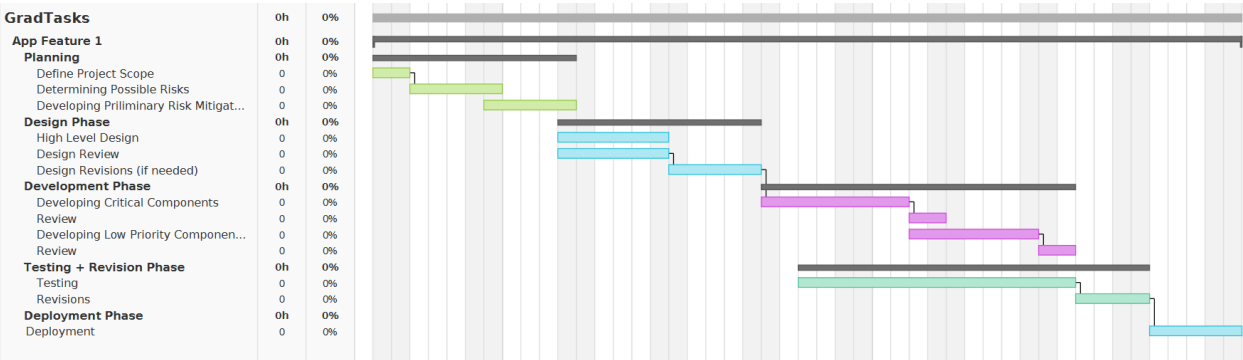 GradTasks 0h 0%
App Feature 1 0h 0%
Planning 0h 0%
Define Project Scope 0 0%
Determining Possible Risks 0 0%
Developing Priliminary Risk Mitigat... 0 0%
Design Phase 0h 0%
High Level Design 0 0%
Design Review 0 0%
Design Revisions (if needed) 0 0%
Development Phase 0h 0%
Developing Critical Components 0 0%
Review 0 0%
Developing Low Priority Componen... 0 0%
Review 0 0%
Testing + Revision Phase 0h 0%
Testing 0 0%
Revisions 0 0%
Deployment Phase 0h 0%
Deployment 0 0%